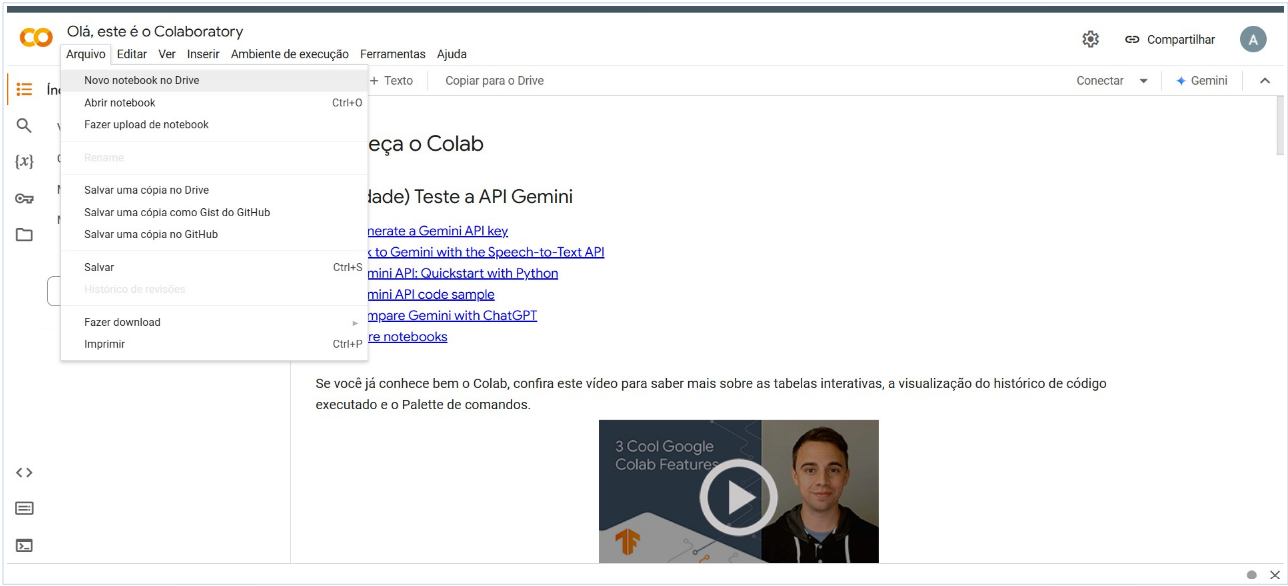 Olá, este é o Colaboratory
Arquivo Editar Ver Inserir Ambiente de execução Ferramentas Ajuda
Compartilhar
A
Novo notebook no Drive
Abrir notebook Ctrl+O
Fazer upload de notebook
Rename
Salvar uma cópia no Drive
Salvar uma cópia como Gist do GitHub
Salvar uma cópia no GitHub
Salvar Ctrl+S
Histórico de revisões
Fazer download
Imprimir Ctrl+P
+ Texto Copiar para o Drive
Conectar Gemini
{x}
eça o Colab
dade) Teste a API Gemini
nerate a Gemini API key
k to Gemini with the Speech-to-Text API
mini API: Quickstart with Python
mini API code sample
mpare Gemini with ChatGPT
re notebooks
Se você já conhece bem o Colab, confira este vídeo para saber mais sobre as tabelas interativas, a visualização do histórico de código
executado e o Palette de comandos.
3 Cool Google
Colab Features